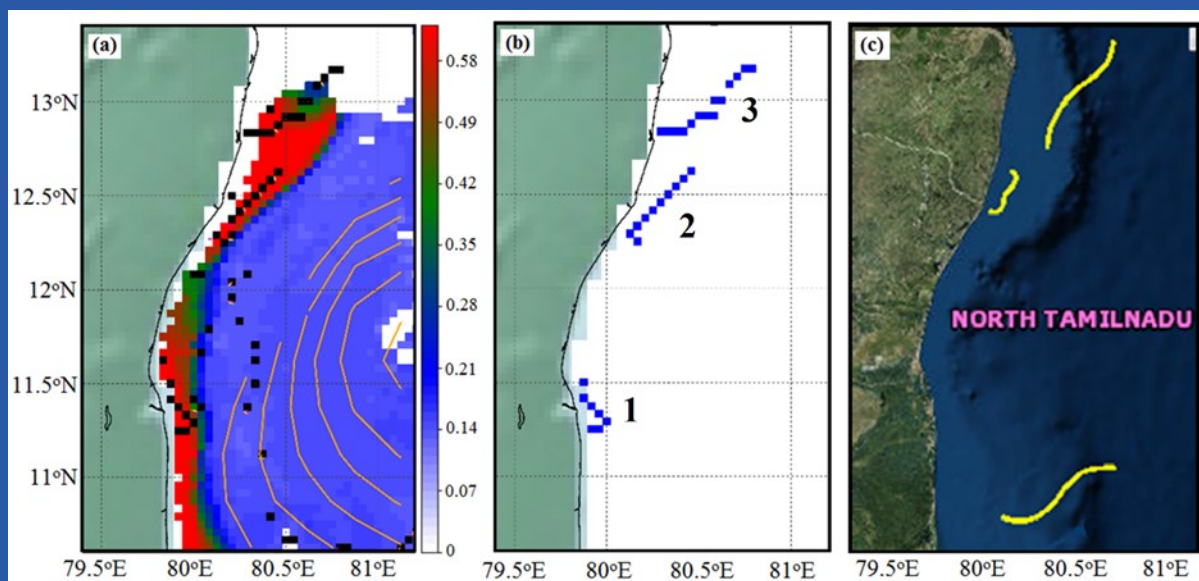 (a)
(b)
(c)
13°N
12.5°N
12°N
11.5°N
11°N
0.58
0.49
0.42
0.35
0.28
0.21
0.14
0.07
0
3
2
1
NORTH TAMILNADU
79.5°E 80°E 80.5°E 81°E
79.5°E 80°E 80.5°E 81°E
79.5°E 80°E 80.5°E 81°E